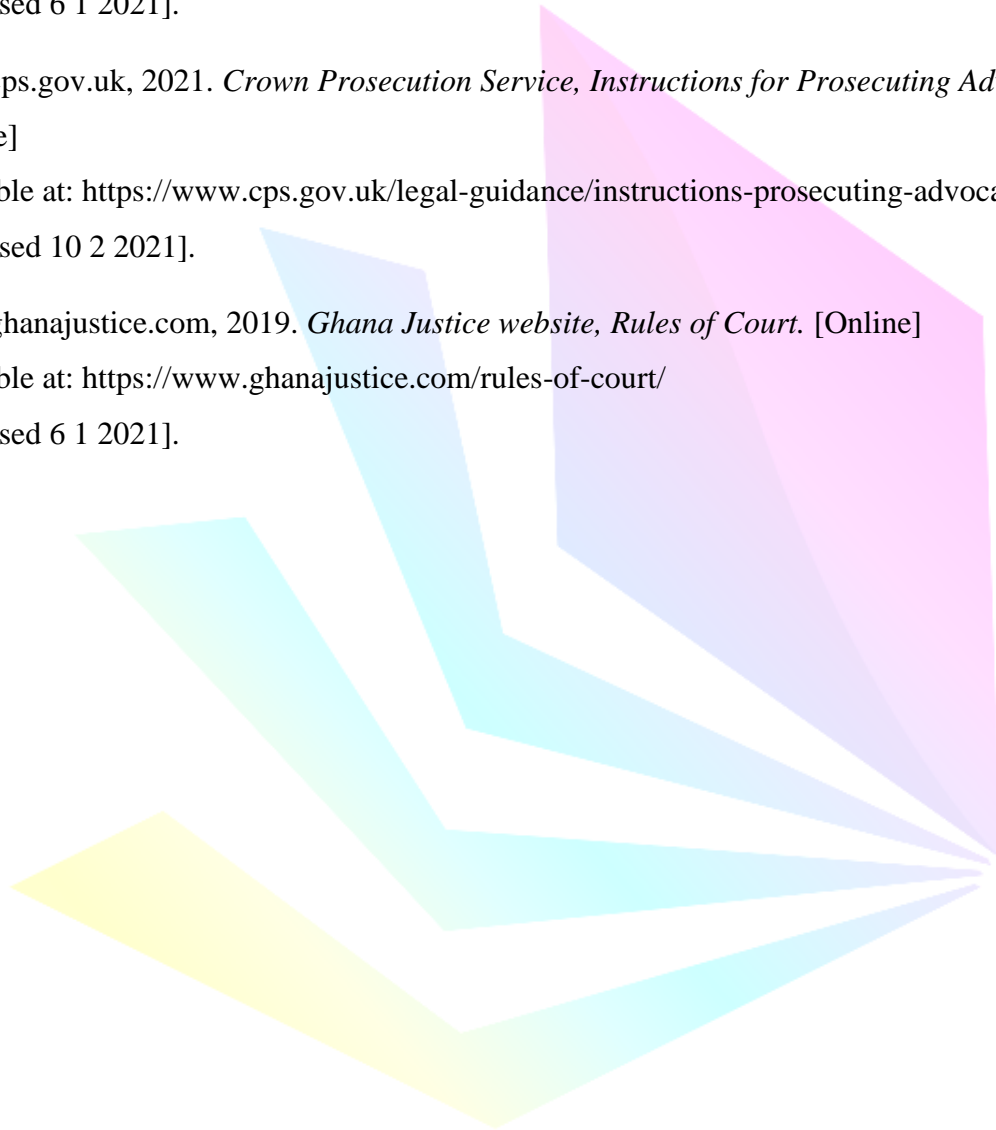 sed 6 1 2021].
ps.gov.uk, 2021. Crown Prosecution Service, Instructions for Prosecuting Ad
e]
ble at: https://www.cps.gov.uk/legal-guidance/instructions-prosecuting-advoca
sed 10 2 2021].
ghanajustice.com, 2019. Ghana Justice website, Rules of Court. [Online]
ble at: https://www.ghanajustice.com/rules-of-court/
sed 6 1 2021].